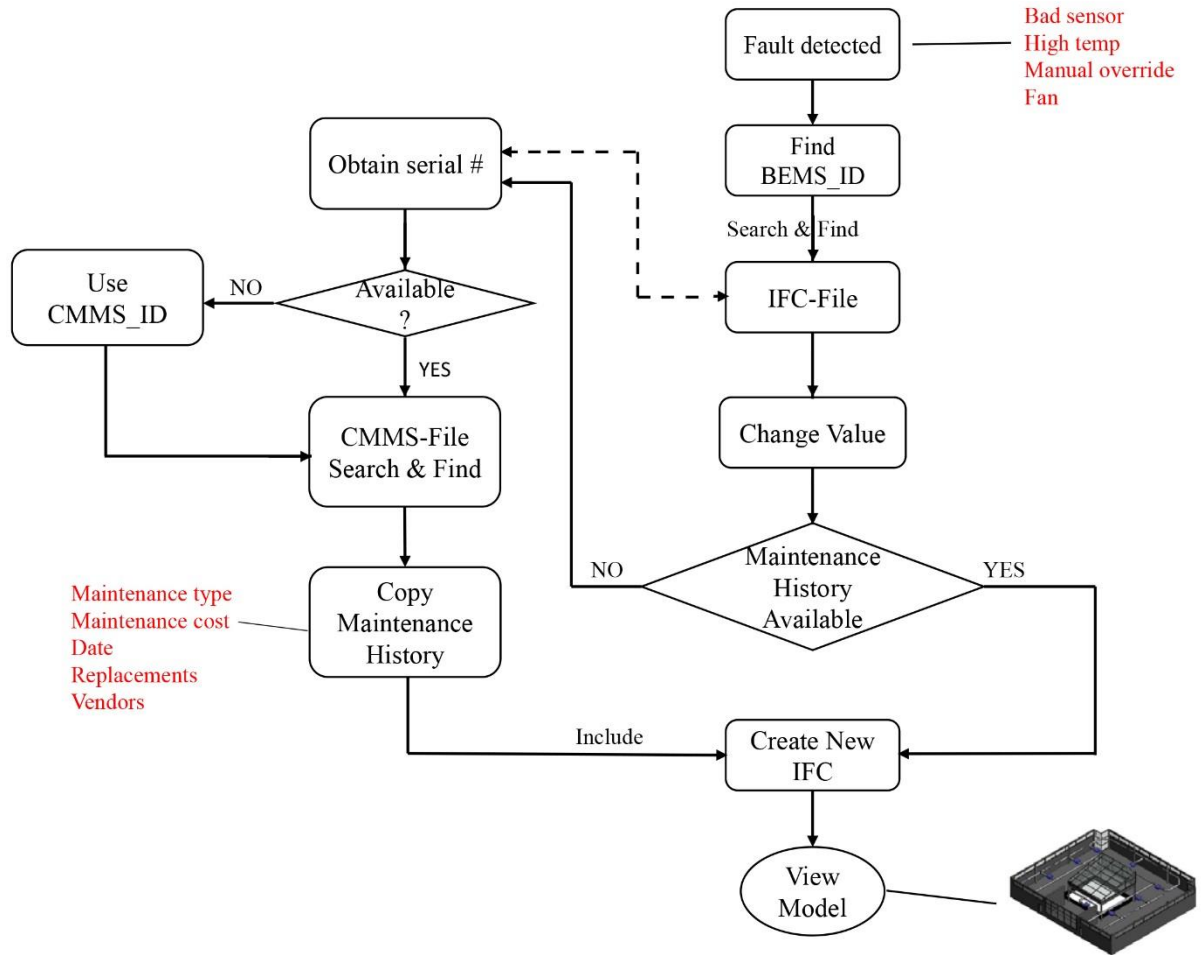 Fault detected
Bad sensor
High temp
Manual override
Fan
Find
BEMS_ID
Obtain serial #
Search & Find
Use
CMMS_ID
NO
Available
?
IFC-File
YES
CMMS-File
Search & Find
Change Value
NO
Maintenance
History
Available
YES
Maintenance type
Maintenance cost
Date
Replacements
Vendors
Copy
Maintenance
History
Include
Create New
IFC
View
Model